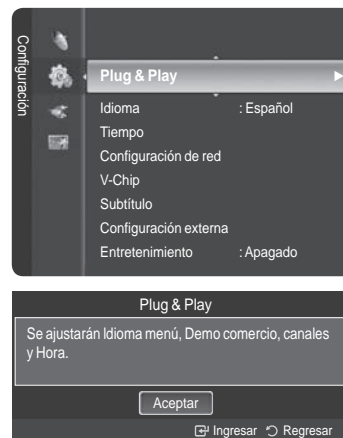 Configuración
Plug & Play
Idioma : Español
Tiempo
Configuración de red
V-Chip
Subtítulo
Configuración externa
Entretenimiento : Apagado
Plug & Play
Se ajustarán Idioma menú, Demo comercio, canales
y Hora.
Aceptar
Ingresar Regresar